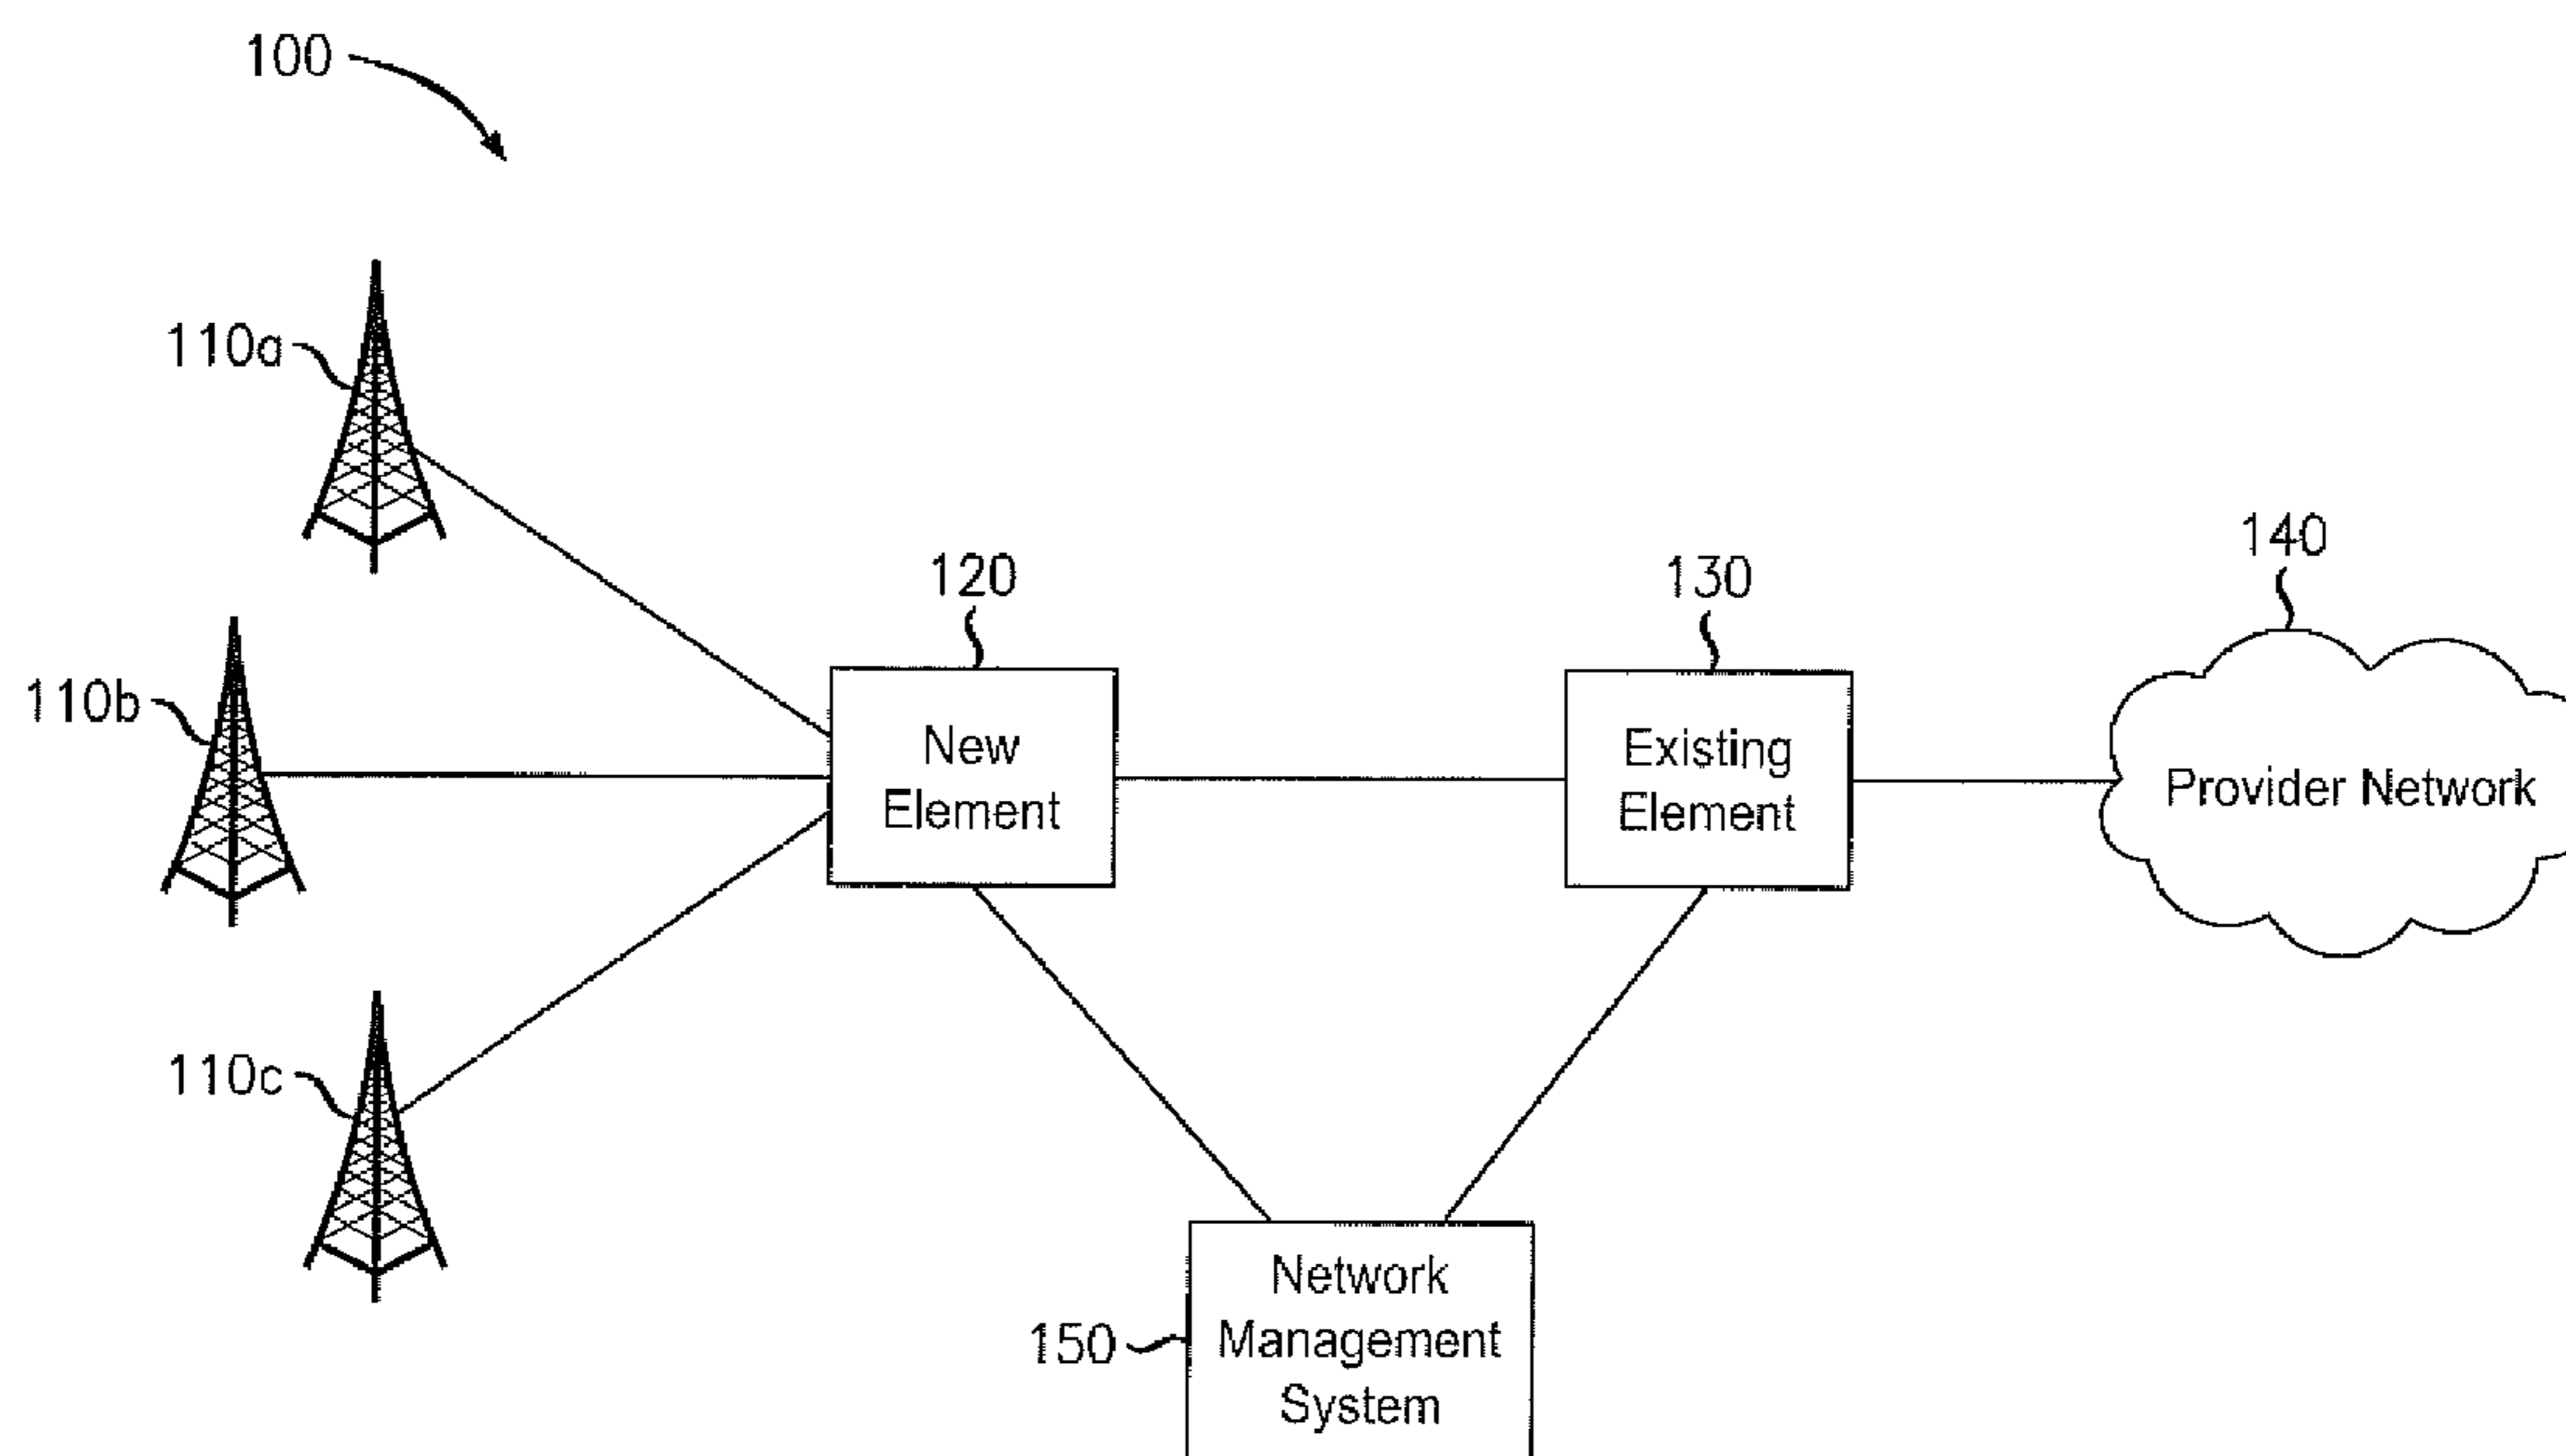 100
110a
110b
110c
120
New
Element
130
Existing
Element
140
Provider Network
150
Network
Management
System